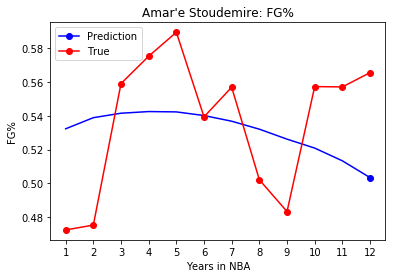 Amar'e Stoudemire: FG%
Prediction
True
FG%
0.58
0.56
0.54
0.52
0.50
0.48
1 2 3 4 5 6 7 8 9 10 11 12
Years in NBA